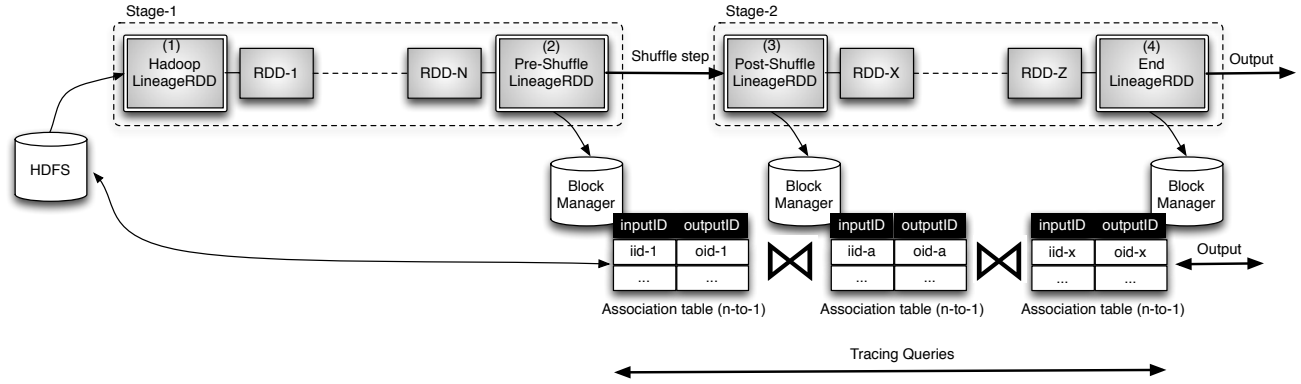 Stage-1
Stage-2
(1)
Hadoop
LineageRDD
RDD-1
RDD-N
(2)
Pre-Shuffle
LineageRDD
Shuffle step
(3)
Post-Shuffle
LineageRDD
RDD-X
RDD-Z
(4)
End
LineageRDD
Output
HDFS
Block
Manager
Block
Manager
Block
Manager
inputID outputID
iid-1 oid-1
... ...
Association table (n-to-1)
inputID outputID
iid-a oid-a
... ...
Association table (n-to-1)
inputID outputID
iid-x oid-x
... ...
Association table (n-to-1)
Output
Tracing Queries